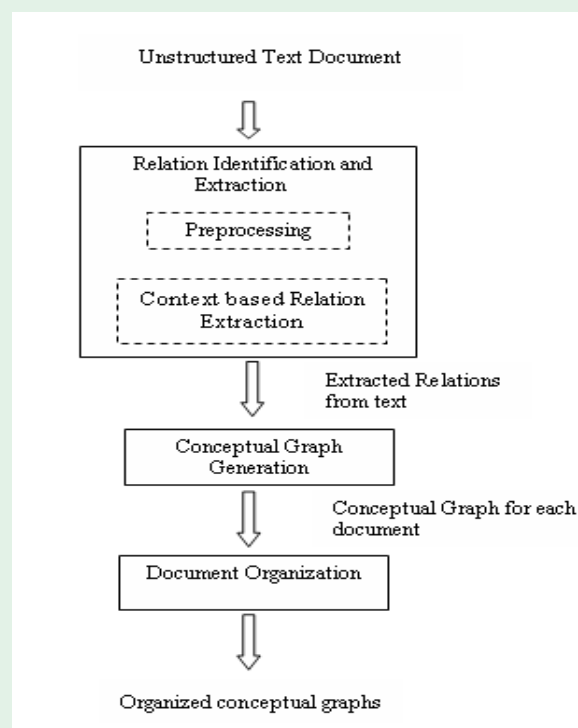 Unstructured Text Document
Relation Identification and
Extraction
Preprocessing
Context based Relation
Extraction
Extracted Relations
from text
Conceptual Graph
Generation
Conceptual Graph for each
document
Document Organization
Organized conceptual graphs